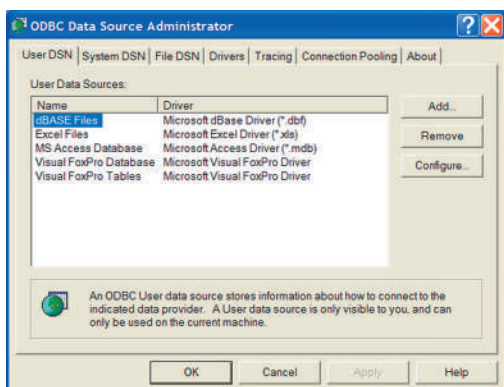 ODBC Data Source Administrator
User DSN System DSN File DSN Drivers Tracing Connection Pooling About
User Data Sources:
Name Driver
dBASE Files Microsoft dBase Driver (*.dbf)
Excel Files Microsoft Excel Driver (*.xls)
MS Access Database Microsoft Access Driver (*.mdb)
Visual FoxPro Database Microsoft Visual FoxPro Driver
Visual FoxPro Tables Microsoft Visual FoxPro Driver
Add...
Remove
Configure...
An ODBC User data source stores information about how to connect to the
indicated data provider. A User data source is only visible to you, and can
only be used on the current machine.
OK Cancel Apply Help